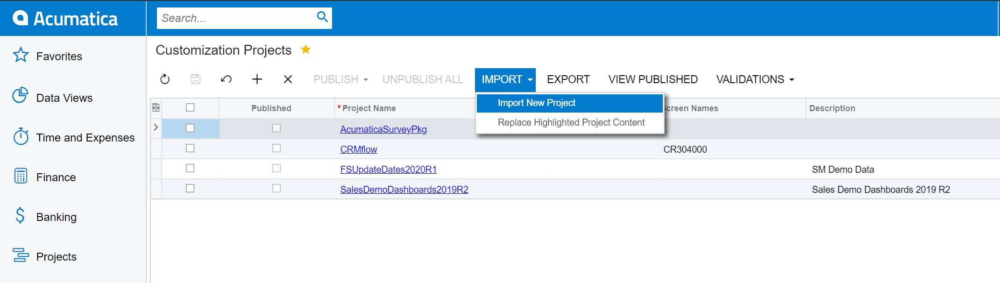 Acumatica
Search...
Favorites
Data Views
Time and Expenses
Finance
Banking
Projects
Customization Projects
PUBLISH UNPUBLISH ALL IMPORT EXPORT VIEW PUBLISHED VALIDATIONS
Import New Project
Replace Highlighted Project Content
Published *Project Name Screen Names Description
AcumaticaSurveyPkg
CRMflow CR304000
FSUpdateDates2020R1 SM Demo Data
SalesDemoDashboards2019R2 Sales Demo Dashboards 2019 R2